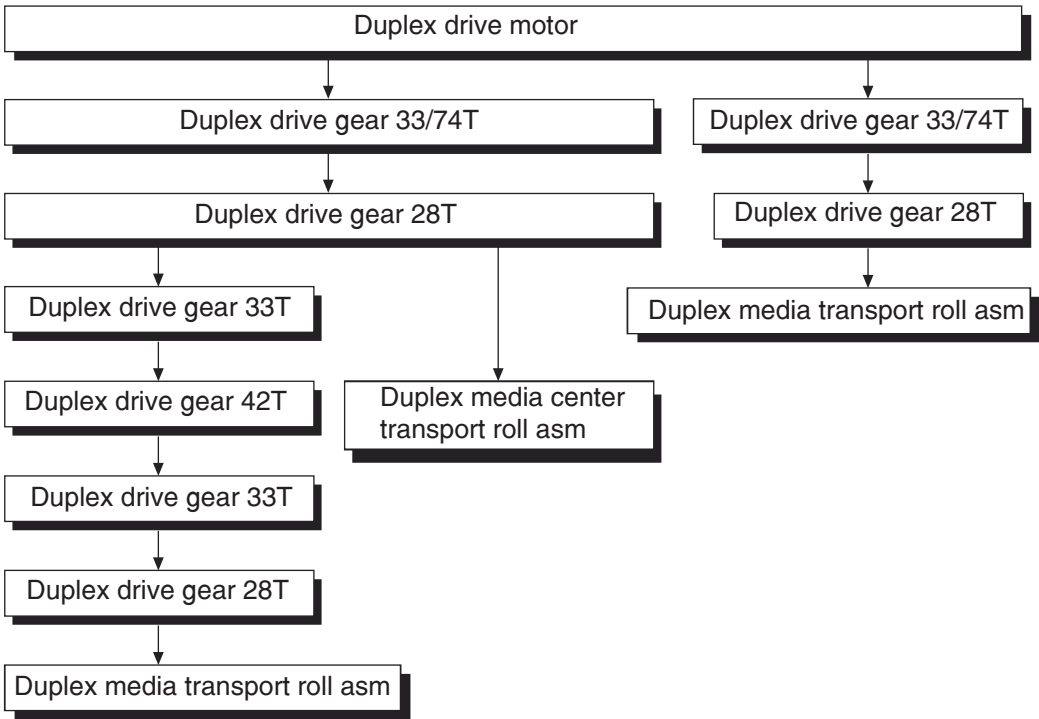 Duplex drive motor
Duplex drive gear 33/74T
Duplex drive gear 33/74T
Duplex drive gear 28T
Duplex drive gear 28T
Duplex drive gear 33T
Duplex media transport roll asm
Duplex drive gear 42T
Duplex media center
transport roll asm
Duplex drive gear 33T
Duplex drive gear 28T
Duplex media transport roll asm